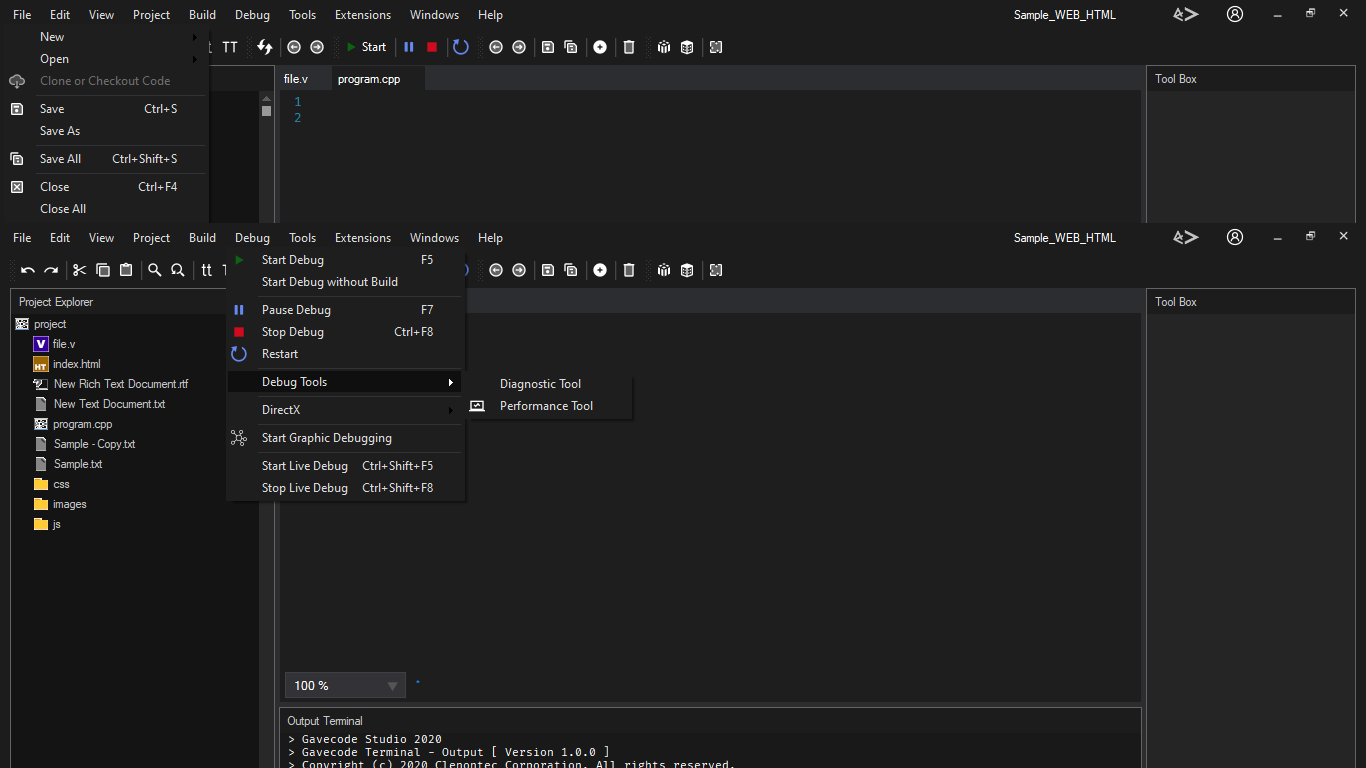 File Edit View Project Build Debug Tools Extensions Windows Help Sample_WEB_HTML
New
Open
TT Start
Clone or Checkout Code
Save Ctrl+S
Save As
Save All Ctrl+Shift+S
Close Ctrl+F4
Close All
file.v program.cpp
1
2
Tool Box
File Edit View Project Build Debug Tools Extensions Windows Help Sample_WEB_HTML
tt
Start Debug F5
Start Debug without Build
Pause Debug F7
Stop Debug Ctrl+F8
Restart
Debug Tools
DirectX
Start Graphic Debugging
Start Live Debug Ctrl+Shift+F5
Stop Live Debug Ctrl+Shift+F8
Diagnostic Tool
Performance Tool
Project Explorer
project
V file.v
HT index.html
New Rich Text Document.rtf
New Text Document.txt
program.cpp
Sample - Copy.txt
Sample.txt
css
images
js
Tool Box
100 %
Output Terminal
> Gavecode Studio 2020
> Gavecode Terminal - Output [ Version 1.0.0 ]
> Copyright (c) 2020 Clenontec Corporation. All rights reserved.